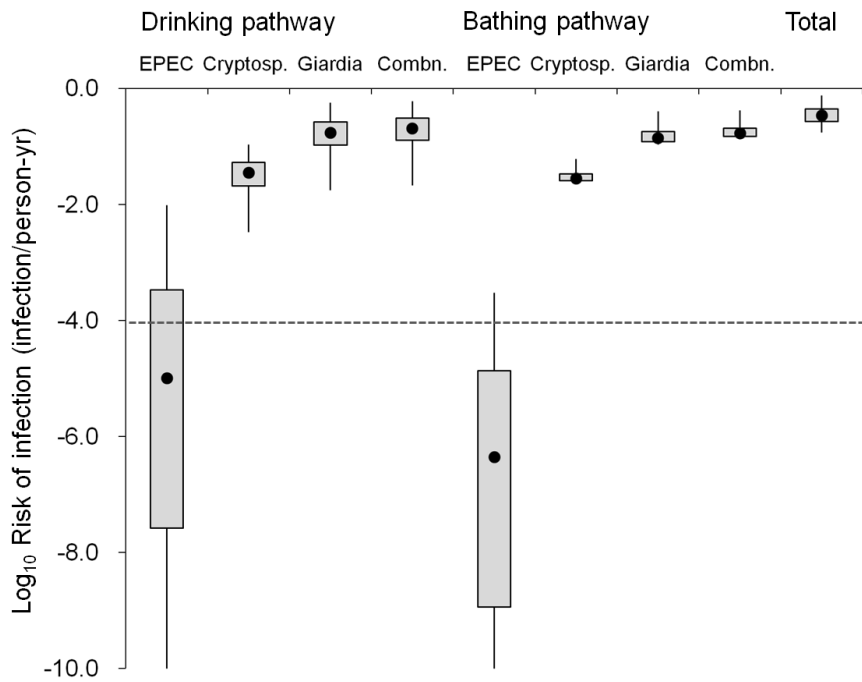 Drinking pathway Bathing pathway Total
EPEC Cryptosp. Giardia Combn. EPEC Cryptosp. Giardia Combn.
0.0
-2.0
-4.0
-6.0
-8.0
-10.0
Log₁₀ Risk of infection (infection/person-yr)